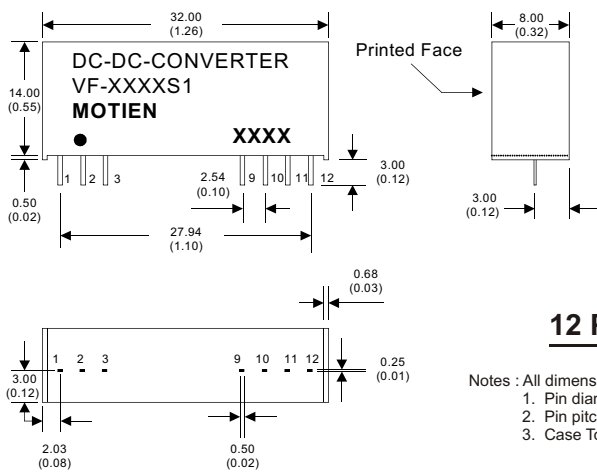 32.00
(1.26)
8.00
(0.32)
DC-DC-CONVERTER
VF-XXXXS1
MOTIEN
XXXX
Printed Face
14.00
(0.55)
0.50
(0.02)
1 2 3
2.54
(0.10)
9 10 11 12
3.00
(0.12)
3.00
(0.12)
27.94
(1.10)
0.68
(0.03)
1 2 3 9 10 11 12
3.00
(0.12)
0.25
(0.01)
2.03
(0.08)
0.50
(0.02)
12
Notes : All
1. Pin
2. Pin
3. Case